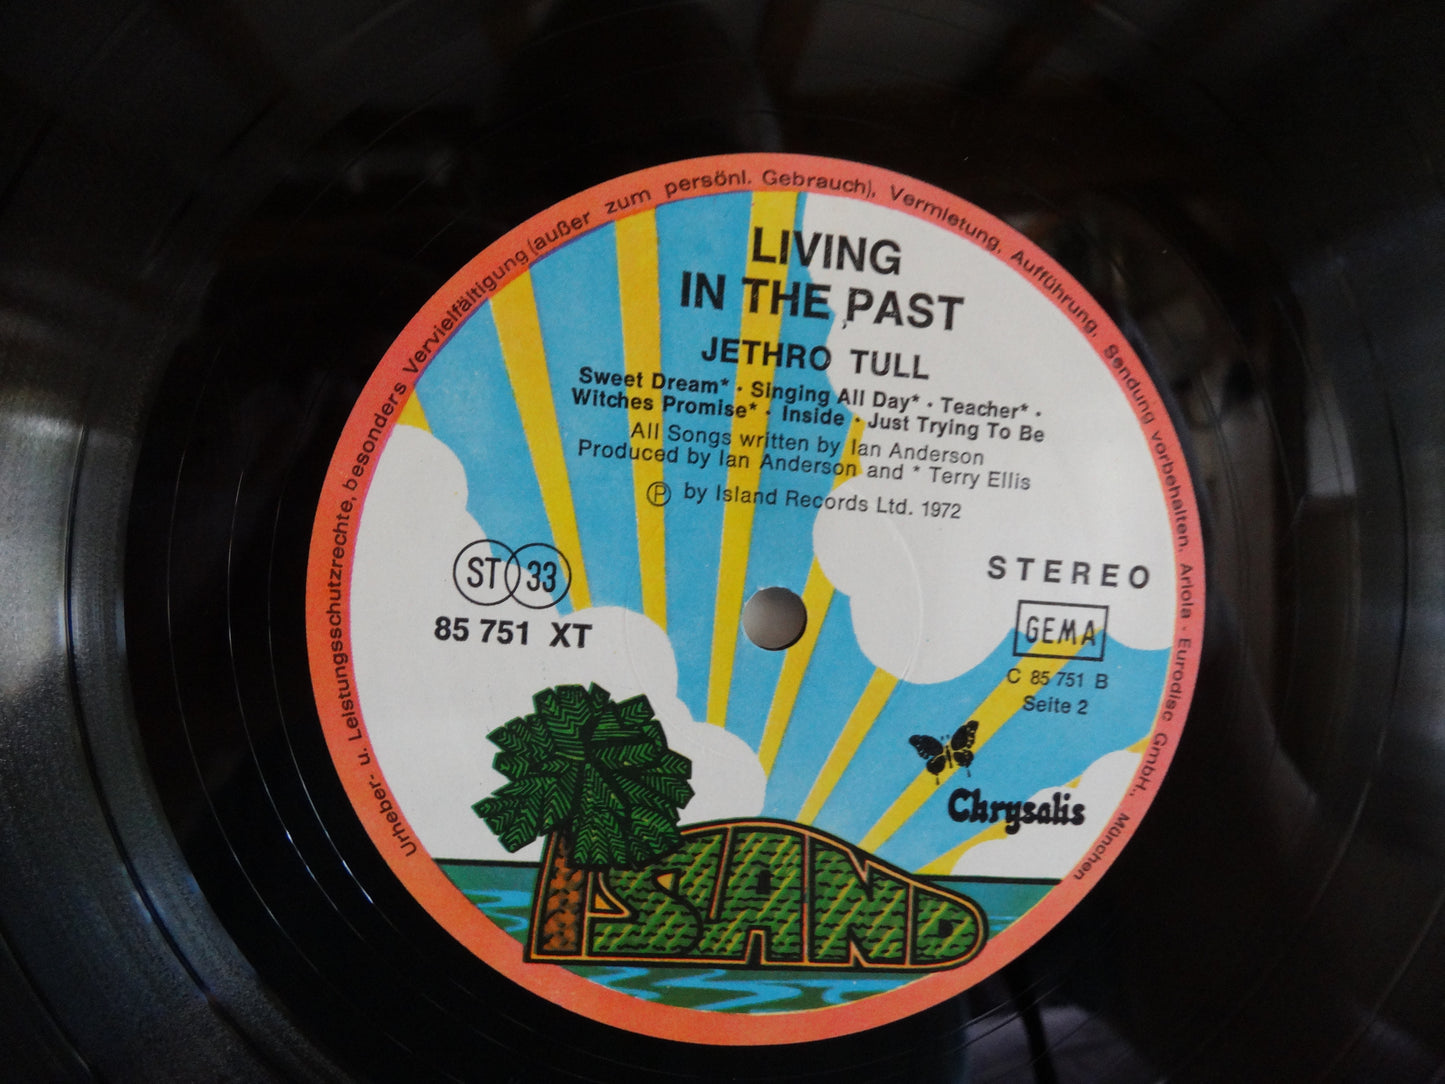 Urheber- u. Leistungsschutzrechte, besonders Vervielfältigung (außer zum persönl. Gebrauch), Vermietung, Aufführung, Sendung vorbehalten. Ariola · Eurodisc GmbH., München
LIVING
IN THE PAST
JETHRO TULL
Sweet Dream* · Singing All Day* · Teacher* ·
Witches Promise* · Inside · Just Trying To Be
All Songs written by Ian Anderson
Produced by Ian Anderson and * Terry Ellis
Ⓟ by Island Records Ltd. 1972
ST 33
85 751 XT
STEREO
GEMA
C 85 751 B
Seite 2
Chrysalis
ISLAND